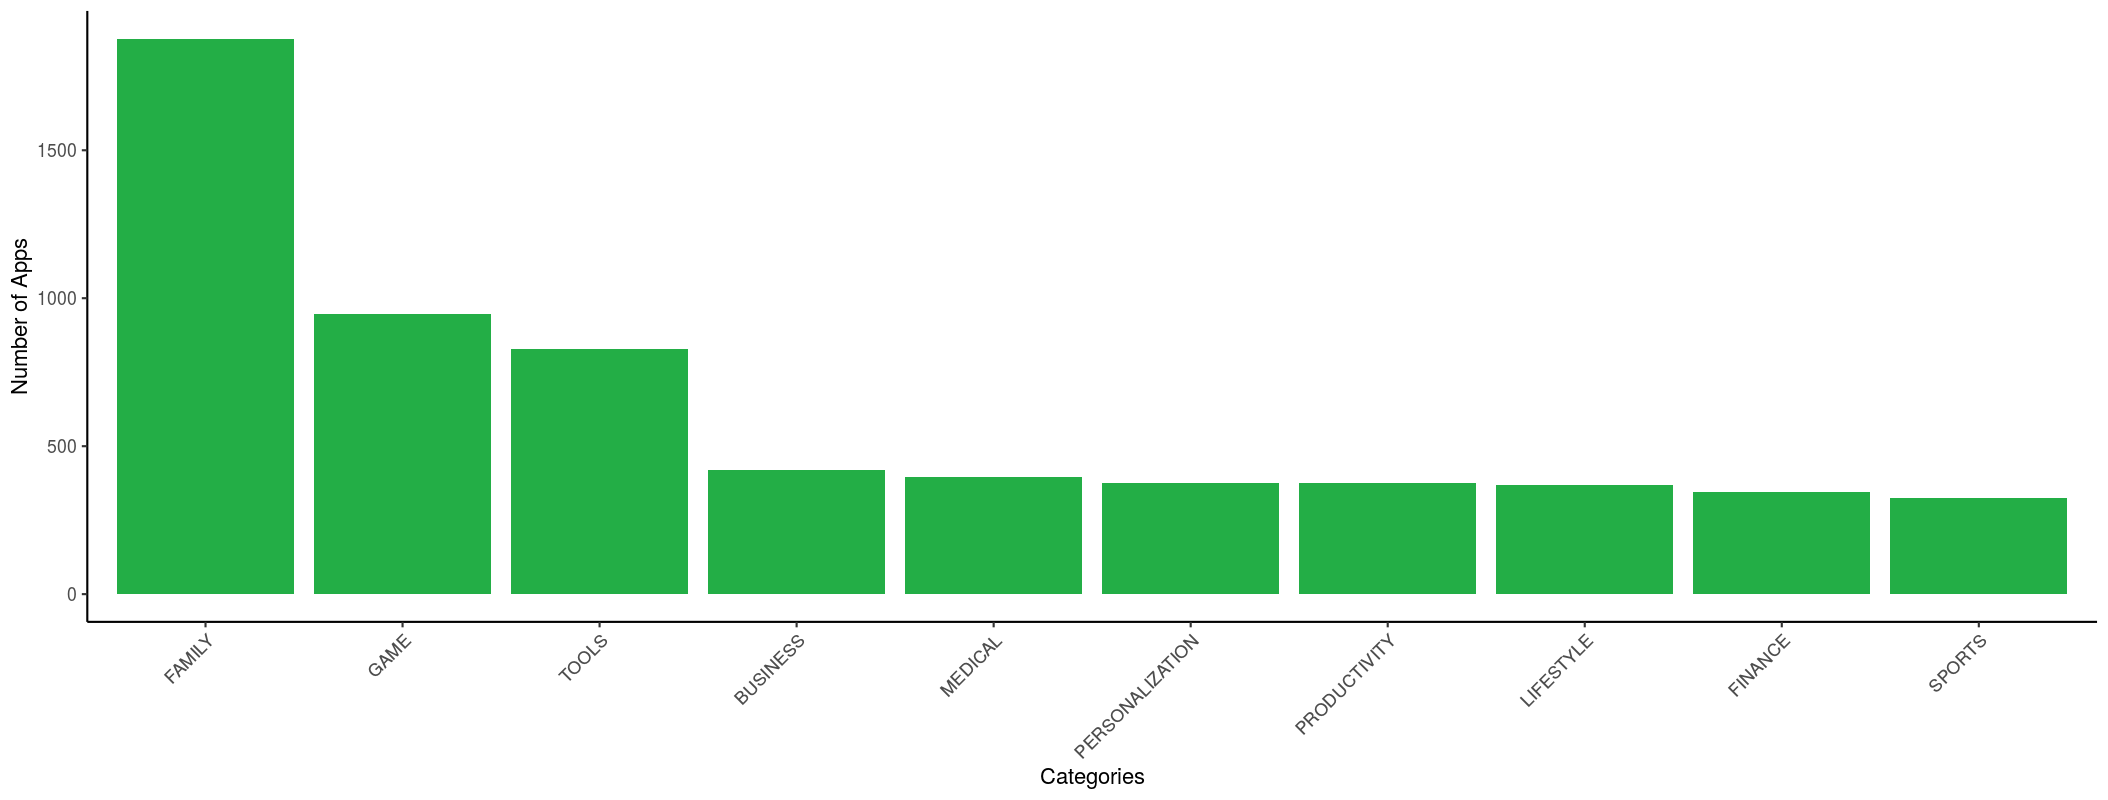 Number of Apps
1500
1000
500
0
FAMILY
GAME
TOOLS
BUSINESS
MEDICAL
PERSONALIZATION
PRODUCTIVITY
LIFESTYLE
FINANCE
SPORTS
Categories